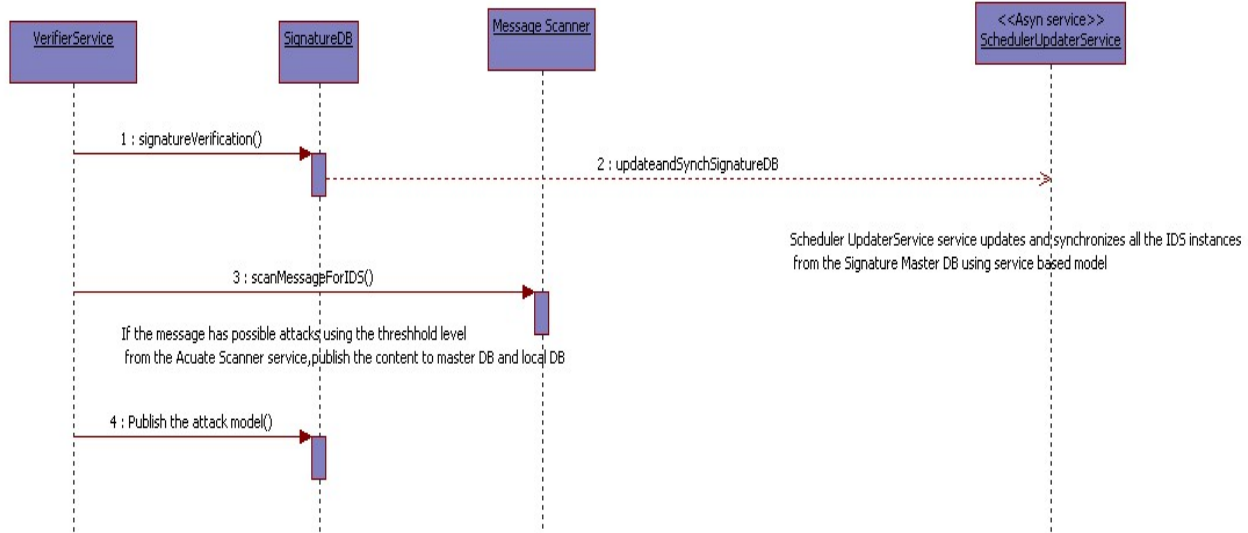 VerifierService
SignatureDB
Message Scanner
<<Asyn service>>
SchedulerUpdaterService
1 : signatureVerification()
2 : updateandSynchSignatureDB
Scheduler UpdaterService service updates and synchronizes all the IDS instances
from the Signature Master DB using service based model
3 : scanMessageForIDS()
If the message has possible attacks using the threshhold level
from the Acuate Scanner service,publish the content to master DB and local DB
4 : Publish the attack model()